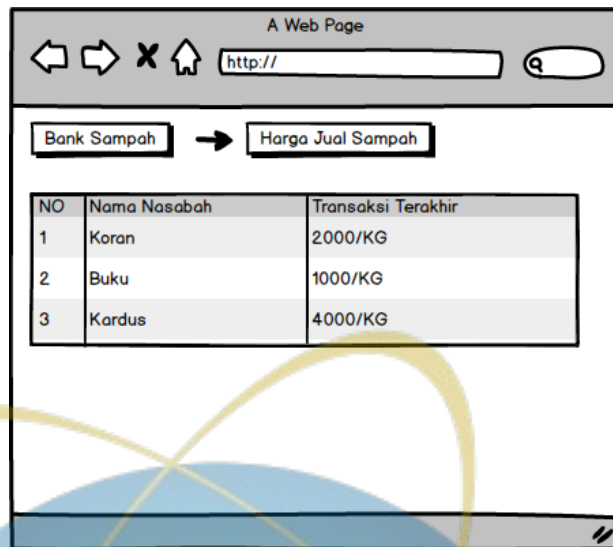 A Web Page
http://
Bank Sampah
Harga Jual Sampah
NO Nama Nasabah Transaksi Terakhir
1 Koran 2000/KG
2 Buku 1000/KG
3 Kardus 4000/KG